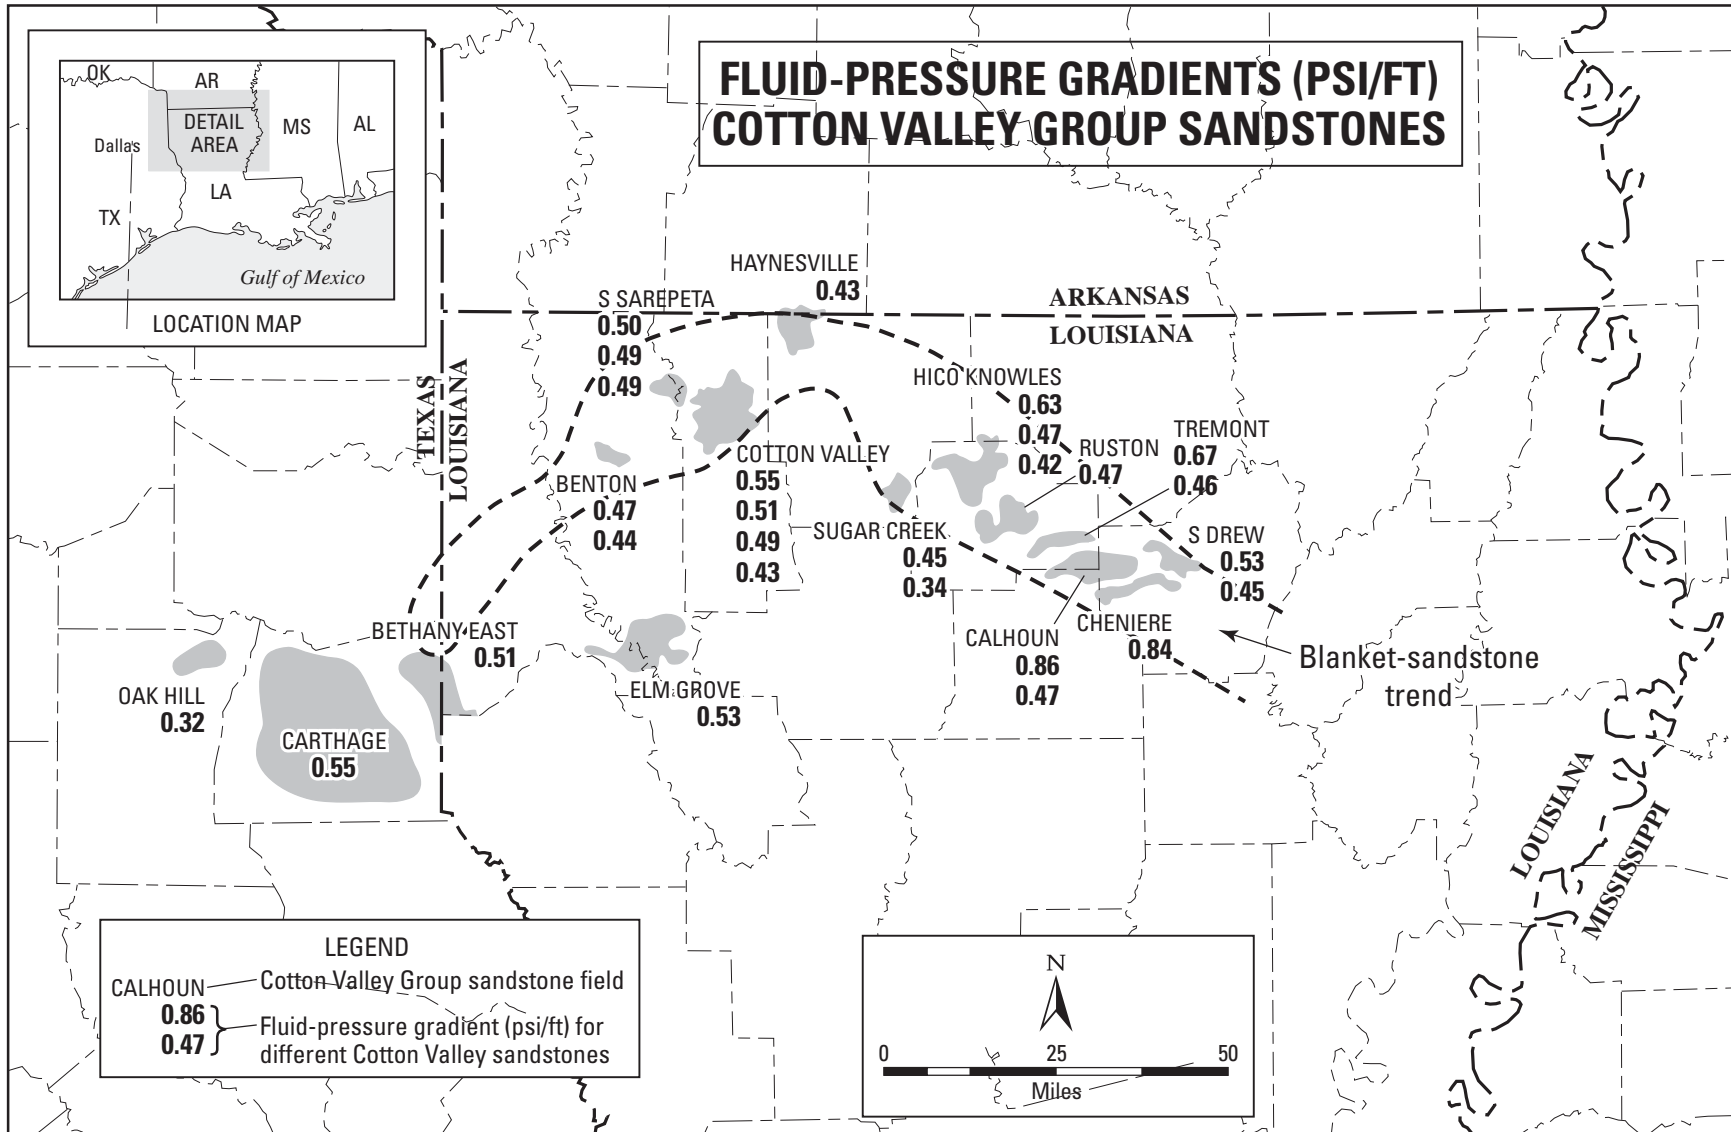 FLUID-PRESSURE GRADIENTS (PSI/FT)
COTTON VALLEY GROUP SANDSTONES
OK
AR
DETAIL
AREA
MS
AL
Dallas
LA
TX
Gulf of Mexico
LOCATION MAP
HAYNESVILLE
0.43
S SAREPETA
0.50
0.49
0.49
ARKANSAS
LOUISIANA
TEXAS
LOUISIANA
HICO KNOWLES
0.63
0.47
0.42
RUSTON
0.47
TREMONT
0.67
0.46
COTTON VALLEY
0.55
0.51
0.49
0.43
BENTON
0.47
0.44
SUGAR CREEK
0.45
0.34
S DREW
0.53
0.45
BETHANY EAST
0.51
CALHOUN
0.86
0.47
CHENIERE
0.84
Blanket-sandstone
trend
OAK HILL
0.32
ELM GROVE
0.53
CARTHAGE
0.55
LOUISIANA
MISSISSIPPI
LEGEND
CALHOUN
Cotton Valley Group sandstone field
0.86
0.47
Fluid-pressure gradient (psi/ft) for
different Cotton Valley sandstones
N
0 25 50
Miles